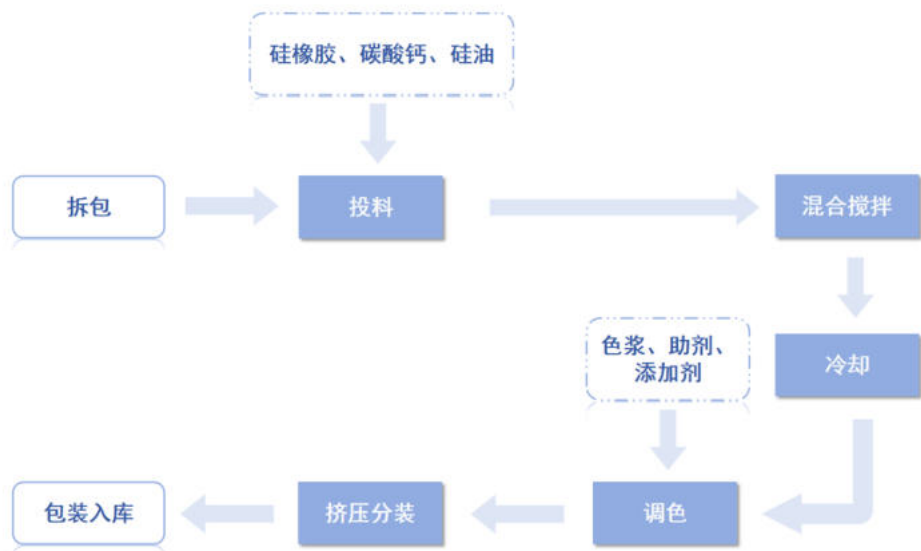 硅橡胶、碳酸钙、硅油
拆包
投料
混合搅拌
色浆、助剂、
添加剂
冷却
包装入库
挤压分装
调色